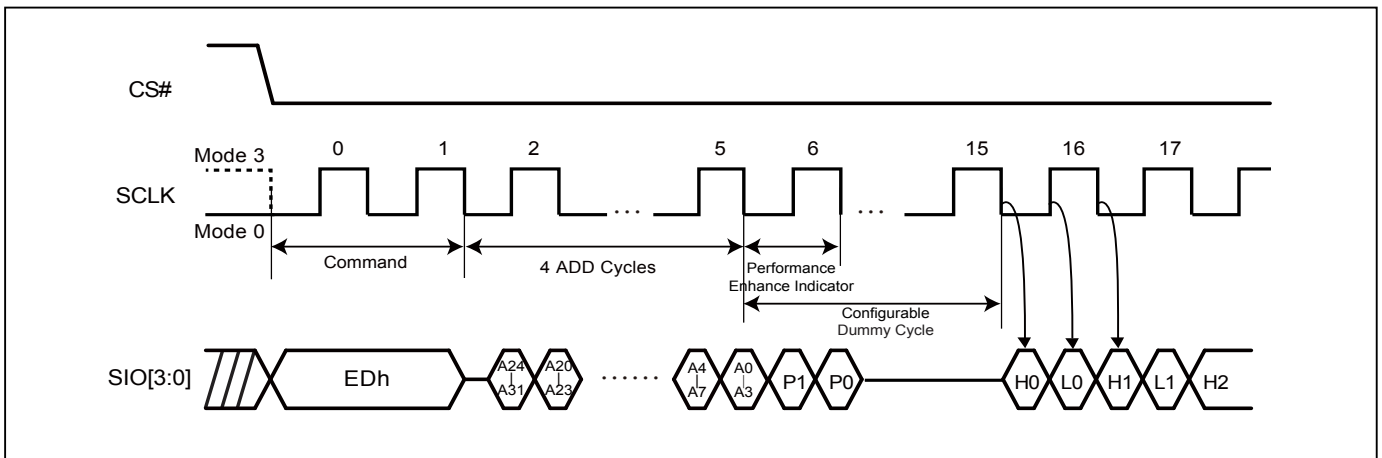 CS#
0 1 2 5 6 15 16 17
Mode 3
SCLK
Mode 0
...
...
Command
4 ADD Cycles
Performance
Enhance Indicator
Configurable
Dummy Cycle
SIO[3:0]
EDh
A24
|
A31
A20
|
A23
......
A4
|
A7
A0
|
A3
P1
P0
H0
L0
H1
L1
H2